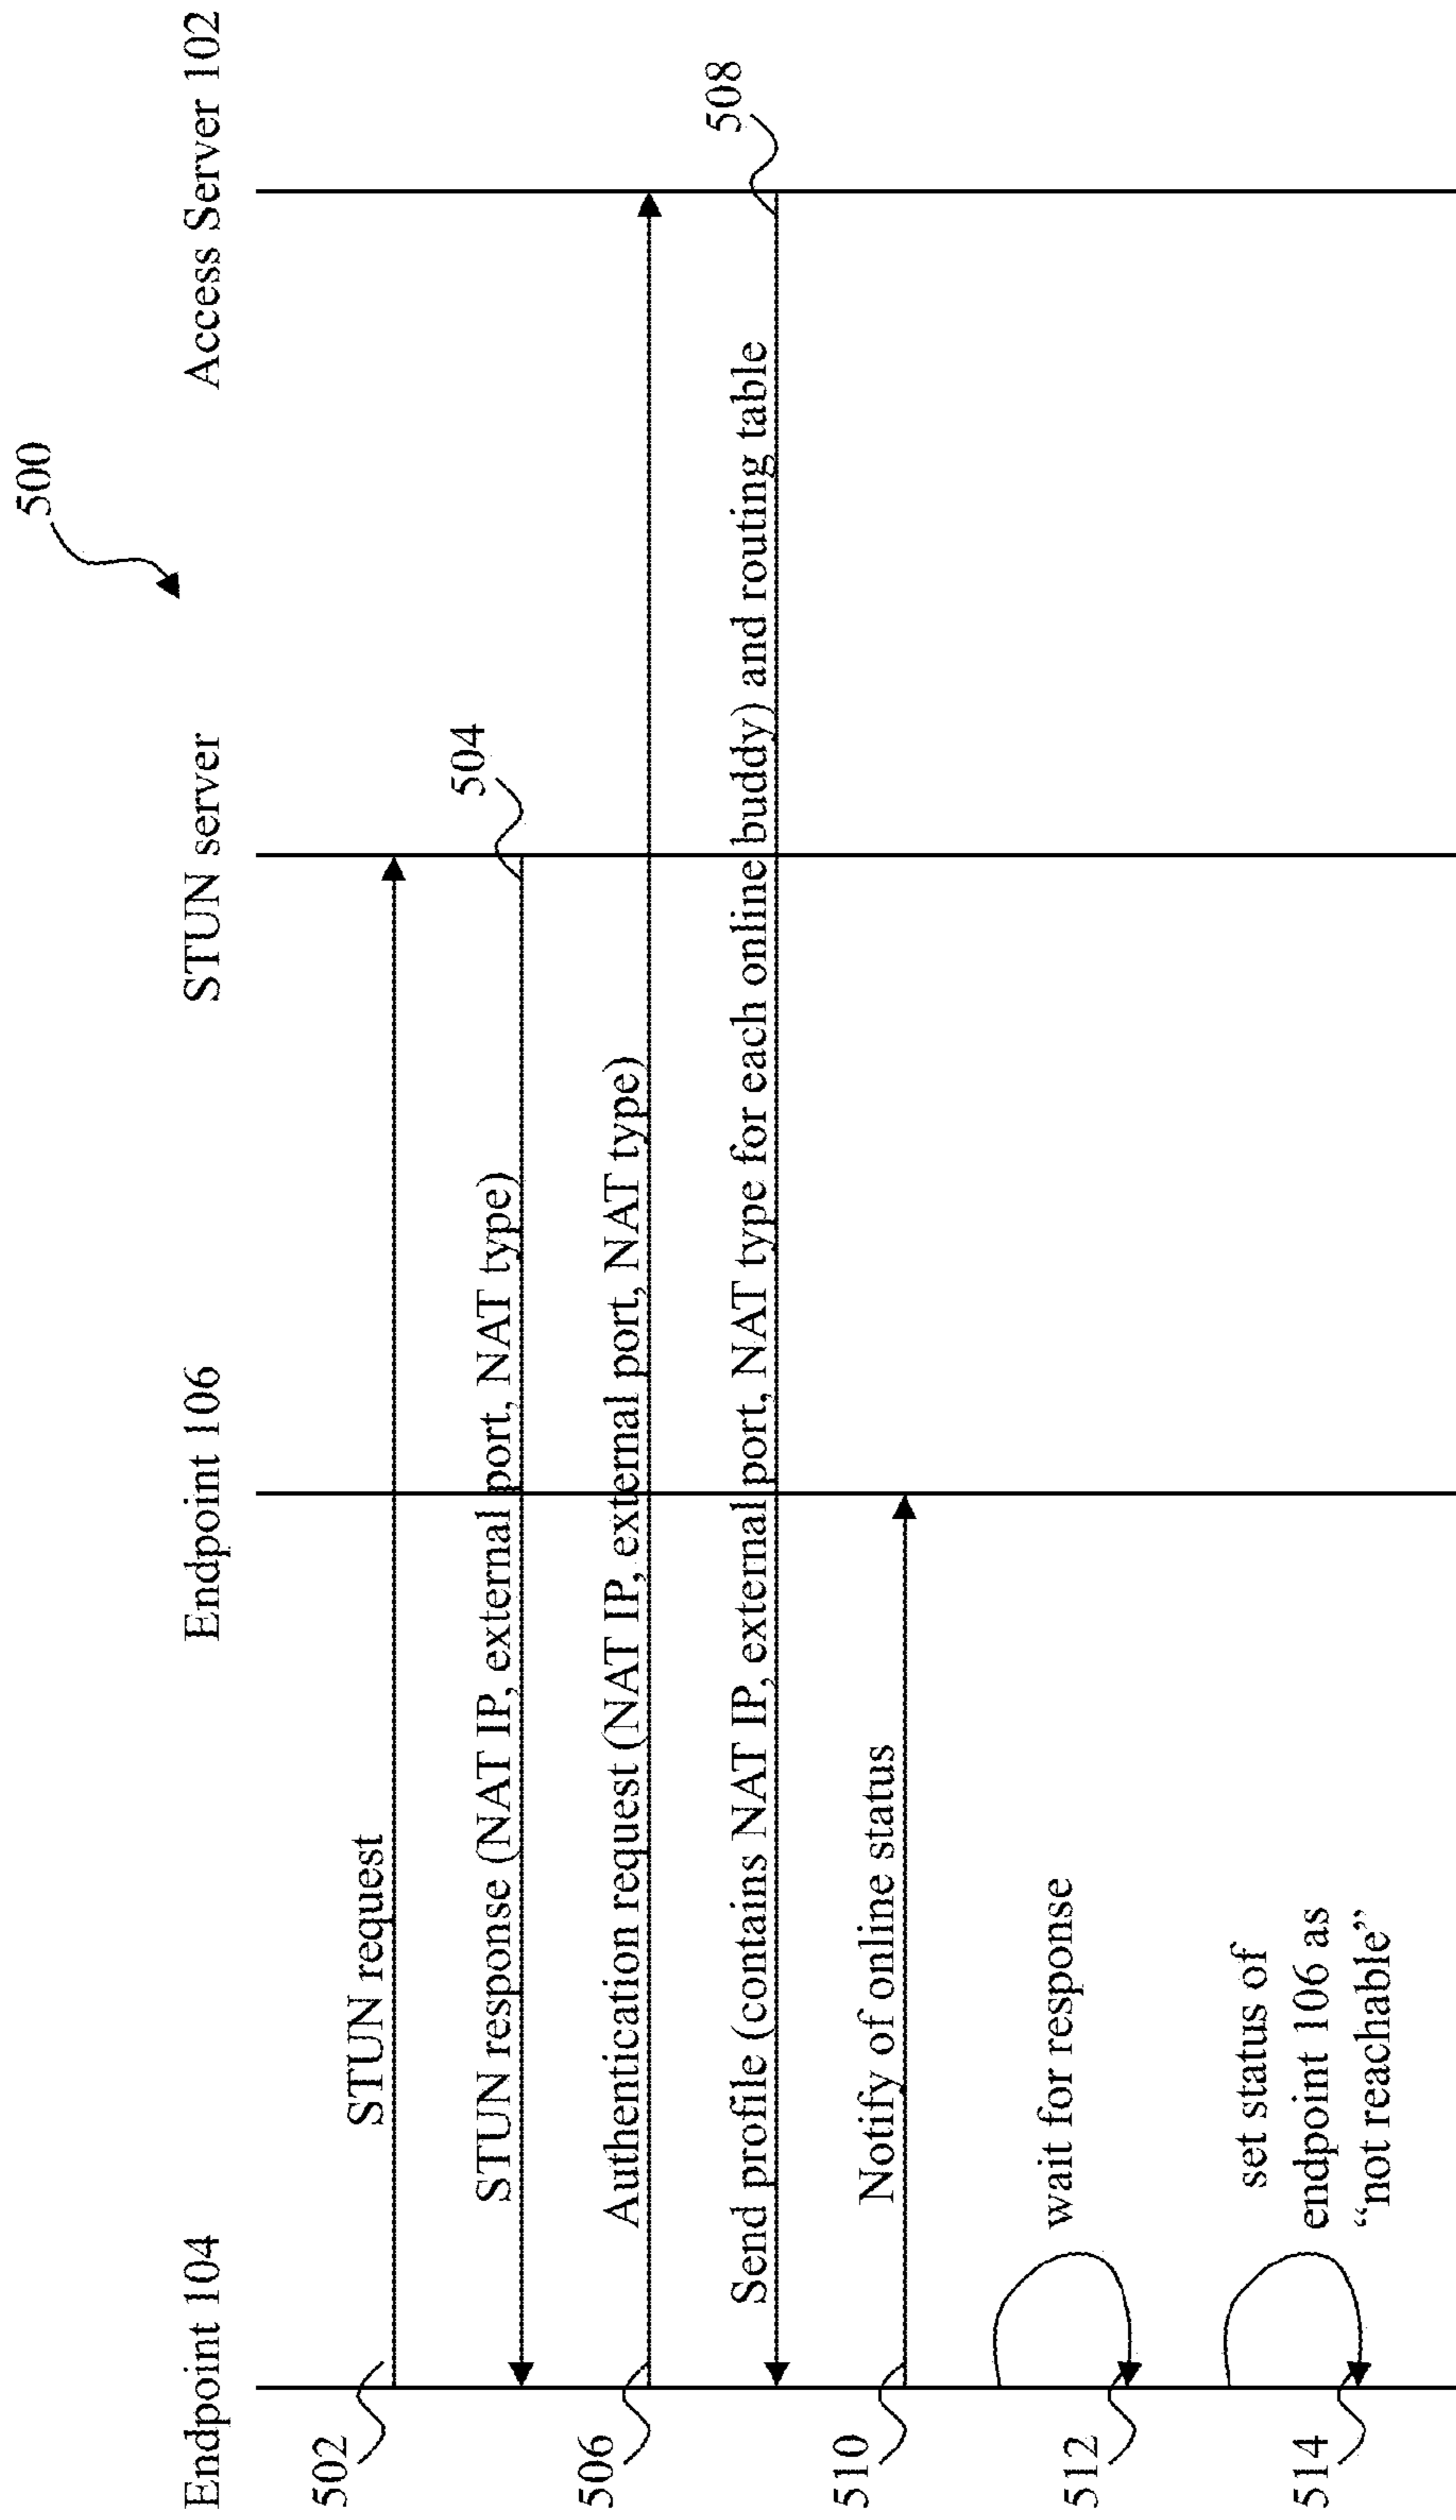 500
Endpoint 104
Endpoint 106
STUN server
Access Server 102
502
STUN request
STUN response (NAT IP, external port, NAT type)
504
506
Authentication request (NAT IP, external port, NAT type)
Send profile (contains NAT IP, external port, NAT type for each online buddy) and routing table
508
510
Notify of online status
512
wait for response
514
set status of
endpoint 106 as
“not reachable”